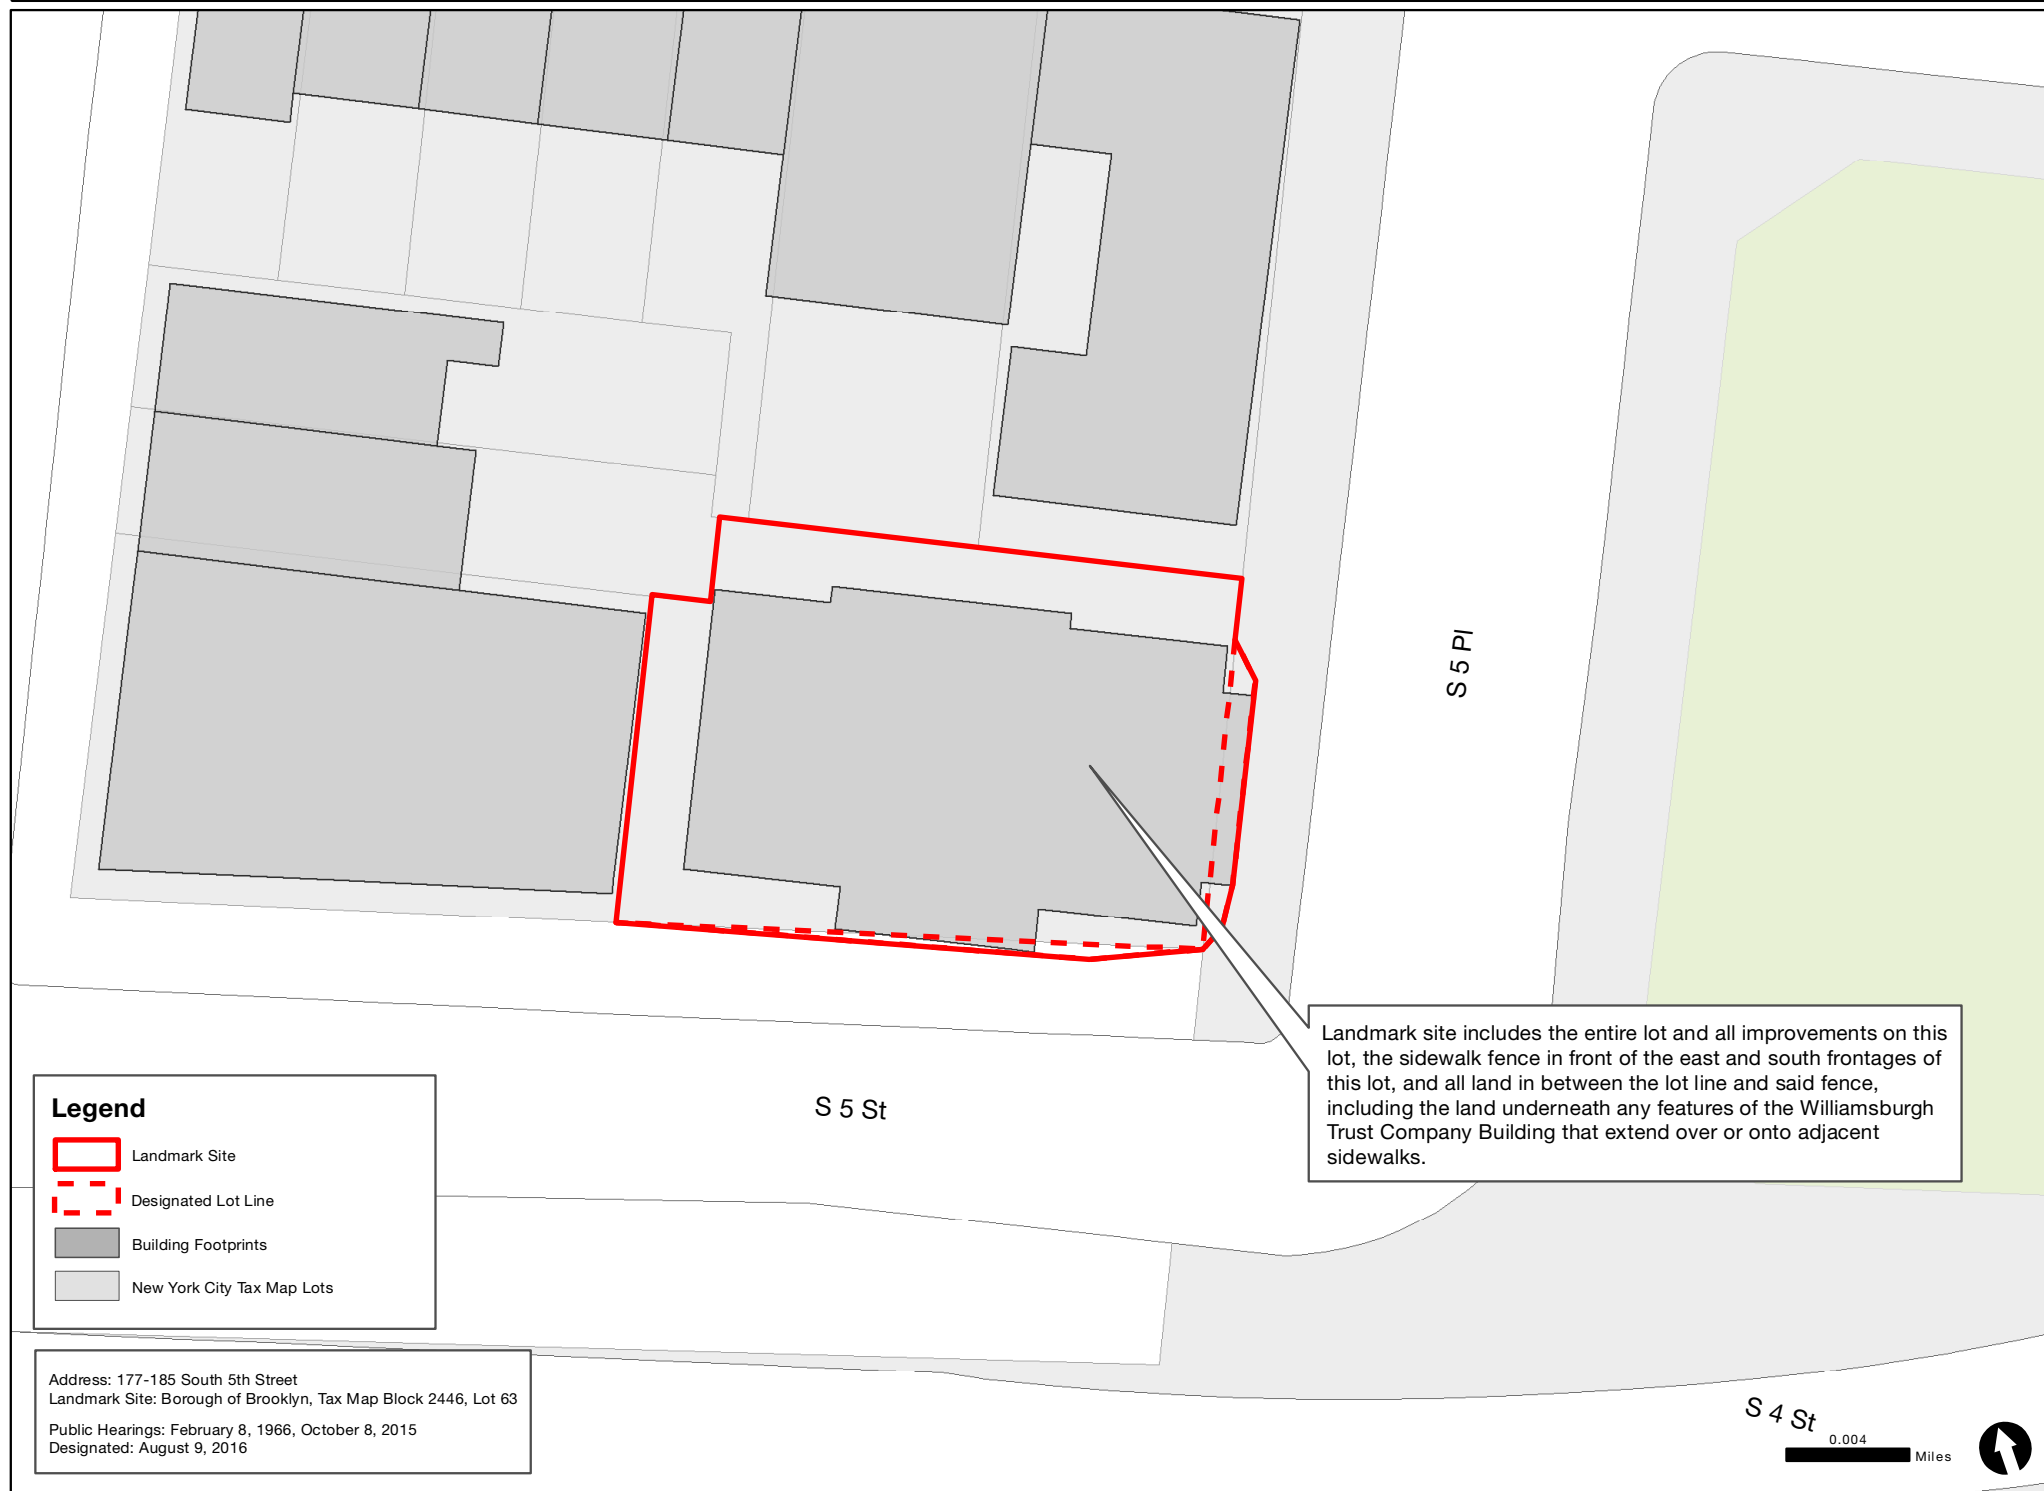 S 5 Pl
Landmark site includes the entire lot and all improvements on this
lot, the sidewalk fence in front of the east and south frontages of
this lot, and all land in between the lot line and said fence,
including the land underneath any features of the Williamsburgh
Trust Company Building that extend over or onto adjacent
sidewalks.
S 5 St
Legend
Landmark Site
Designated Lot Line
Building Footprints
New York City Tax Map Lots
Address: 177-185 South 5th Street
Landmark Site: Borough of Brooklyn, Tax Map Block 2446, Lot 63
Public Hearings: February 8, 1966, October 8, 2015
Designated: August 9, 2016
S 4 St
0.004
Miles